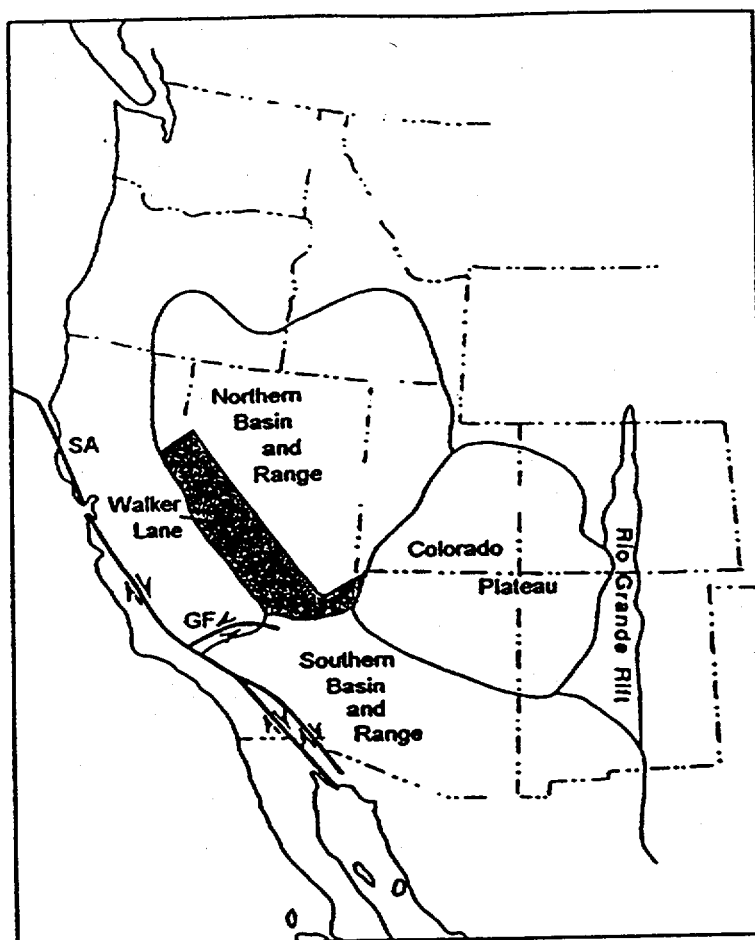 Northern
Basin
and
Range
SA
Walker
Lane
Colorado
Plateau
Rio Grande Rift
GF
Southern
Basin
and
Range